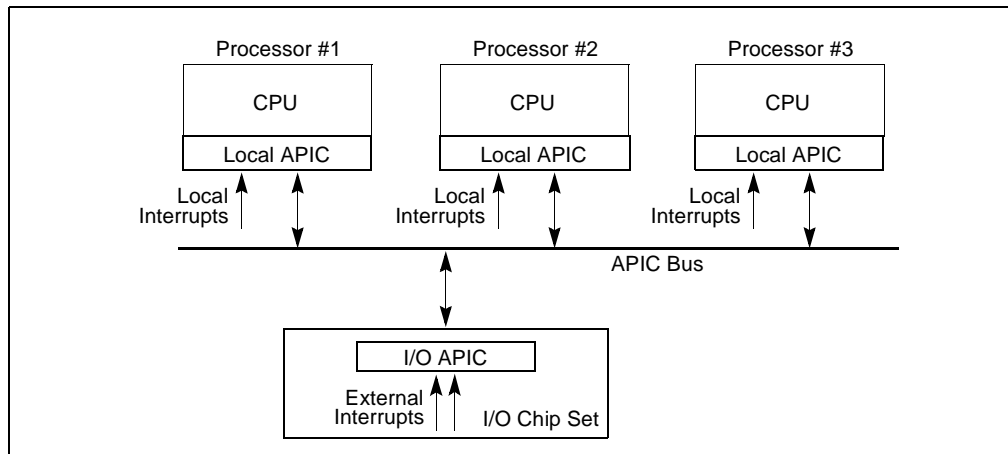 Processor #1
Processor #2
Processor #3
CPU
CPU
CPU
Local APIC
Local APIC
Local APIC
Local
Interrupts
Local
Interrupts
Local
Interrupts
APIC Bus
I/O APIC
External
Interrupts
I/O Chip Set